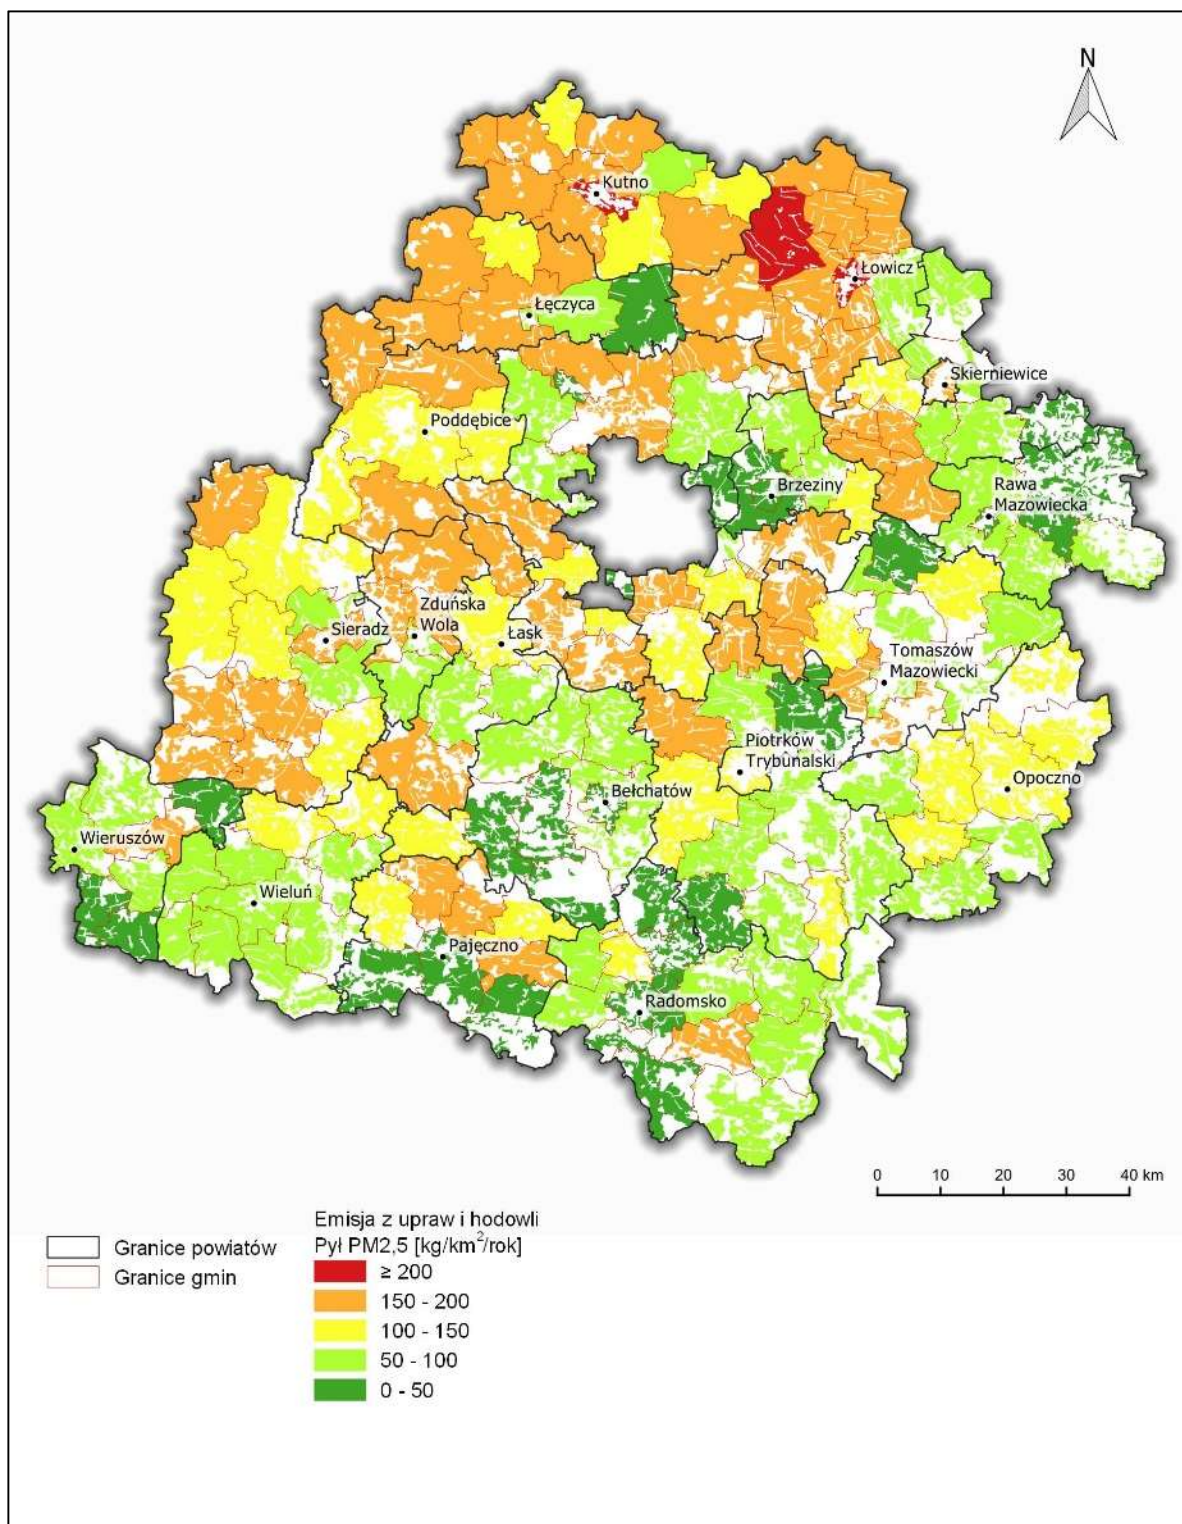 N
Kutno
Łowicz
Łęczyca
Skierniewice
Poddębice
Brzeziny
Rawa
Mazowiecka
Zduńska
Wola
Sieradz
Łask
Tomaszów
Mazowiecki
Piotrków
Trybunalski
Opoczno
Bełchatów
Wieruszów
Wieluń
Pajęczno
Radomsko
0 10 20 30 40 km
Emisja z upraw i hodowli
Pył PM2,5 [kg/km²/rok]
Granice powiatów
Granice gmin
≥ 200
150 - 200
100 - 150
50 - 100
0 - 50